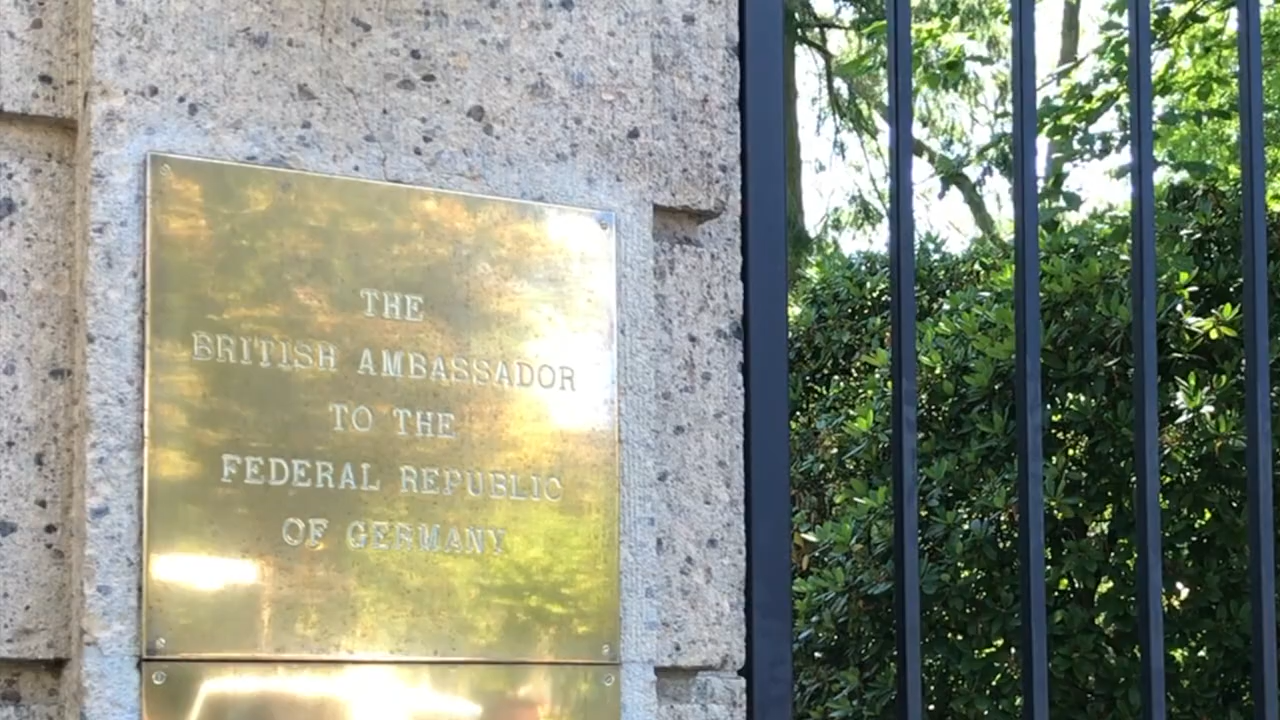 THE
BRITISH AMBASSADOR
TO THE
FEDERAL REPUBLIC
OF GERMANY